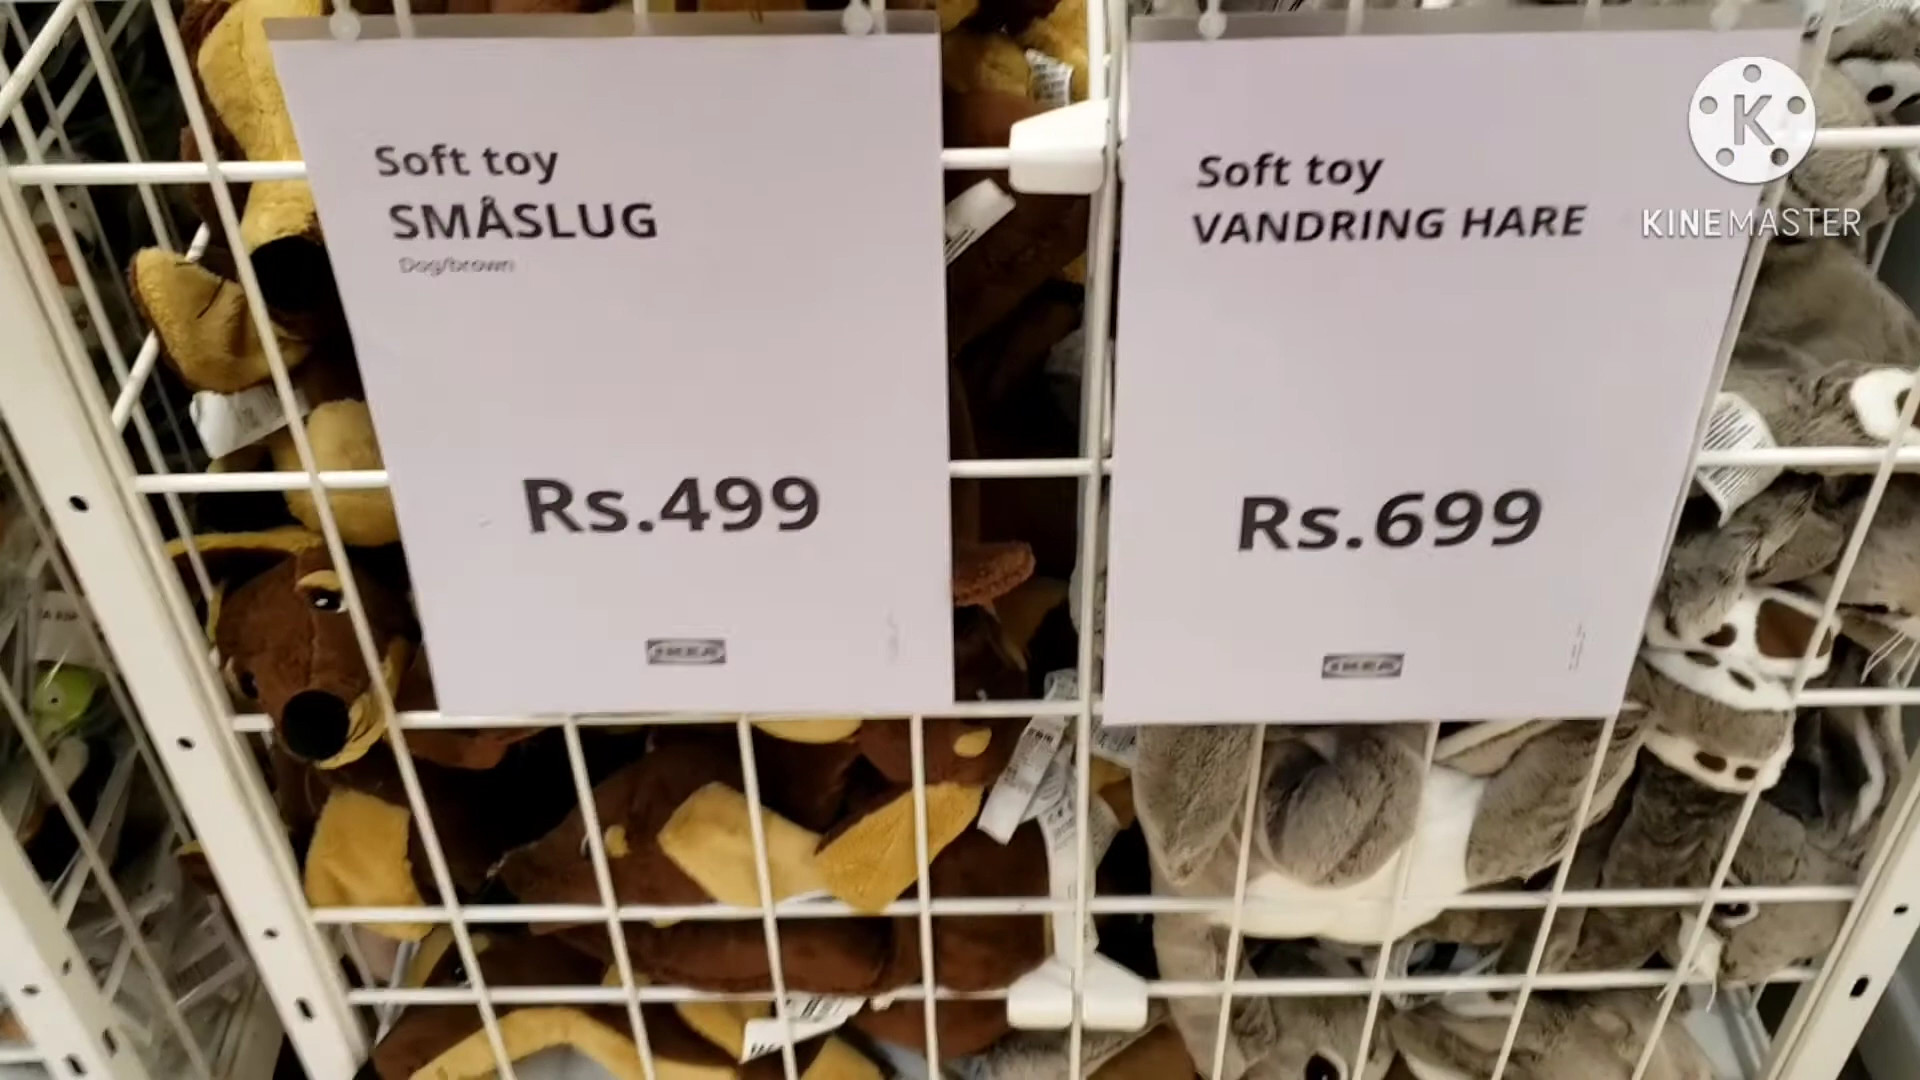 Soft toy
SMÅSLUG
Dog/brown
Rs.499
IKEA
Soft toy
VANDRING HARE
Rs.699
IKEA
K
KINEMASTER